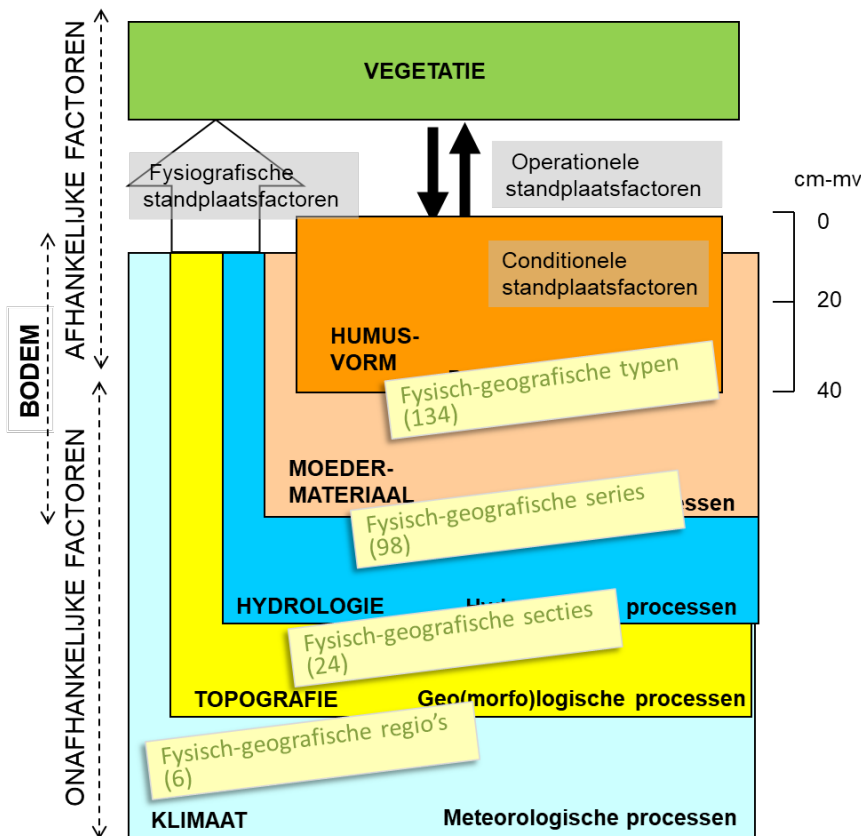 AFHANKELIJKE FACTOREN
VEGETATIE
Fysiografische
standplaatsfactoren
Operationele
standplaatsfactoren
cm-mv
0
20
40
Conditionele
standplaatsfactoren
BODEM
HUMUS-
VORM
Fysisch-geografische typen
(134)
ONAFHANKELIJKE FACTOREN
MOEDER-
MATERIAAL
Fysisch-geografische series
(98)
HYDROLOGIE
processen
Fysisch-geografische secties
(24)
TOPOGRAFIE
Geo(morfo)logische processen
Fysisch-geografische regio's
(6)
KLIMAAT
Meteorologische processen